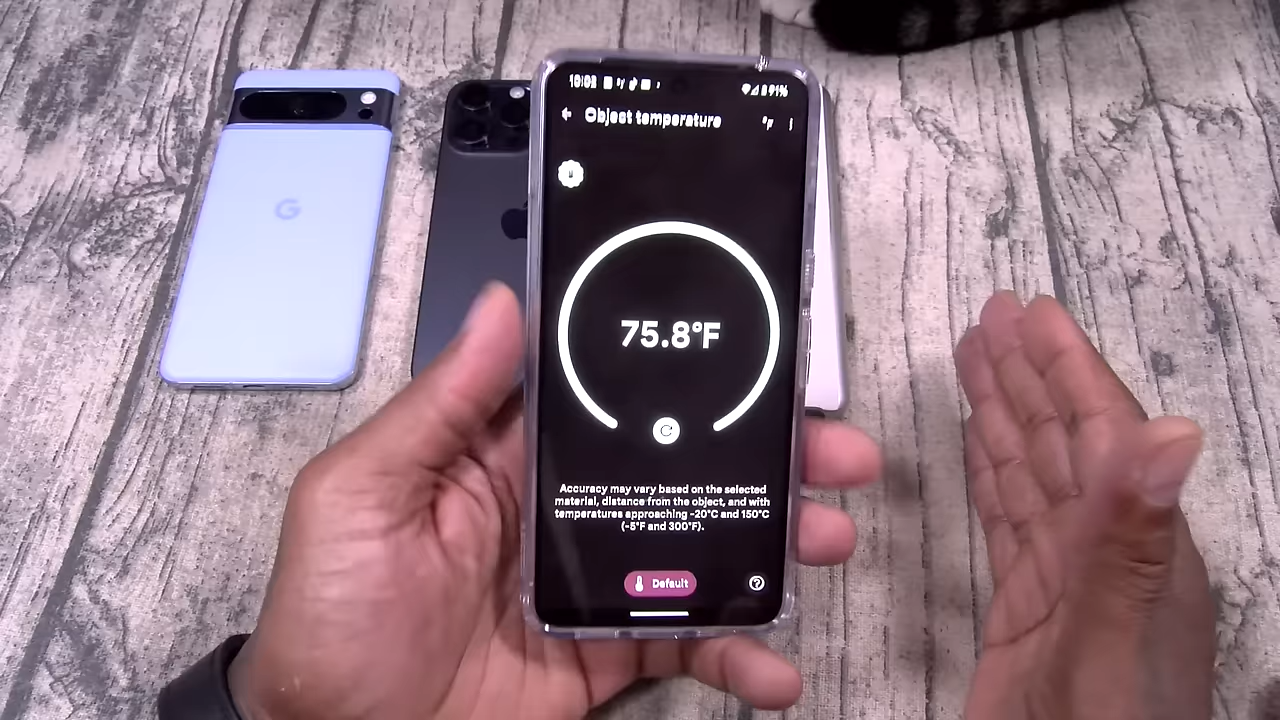 10:03 91%
Object temperature °F
75.8°F
Accuracy may vary based on the selected
material, distance from the object, and with
temperatures approaching -20°C and 150°C
(-5°F and 300°F).
Default
G